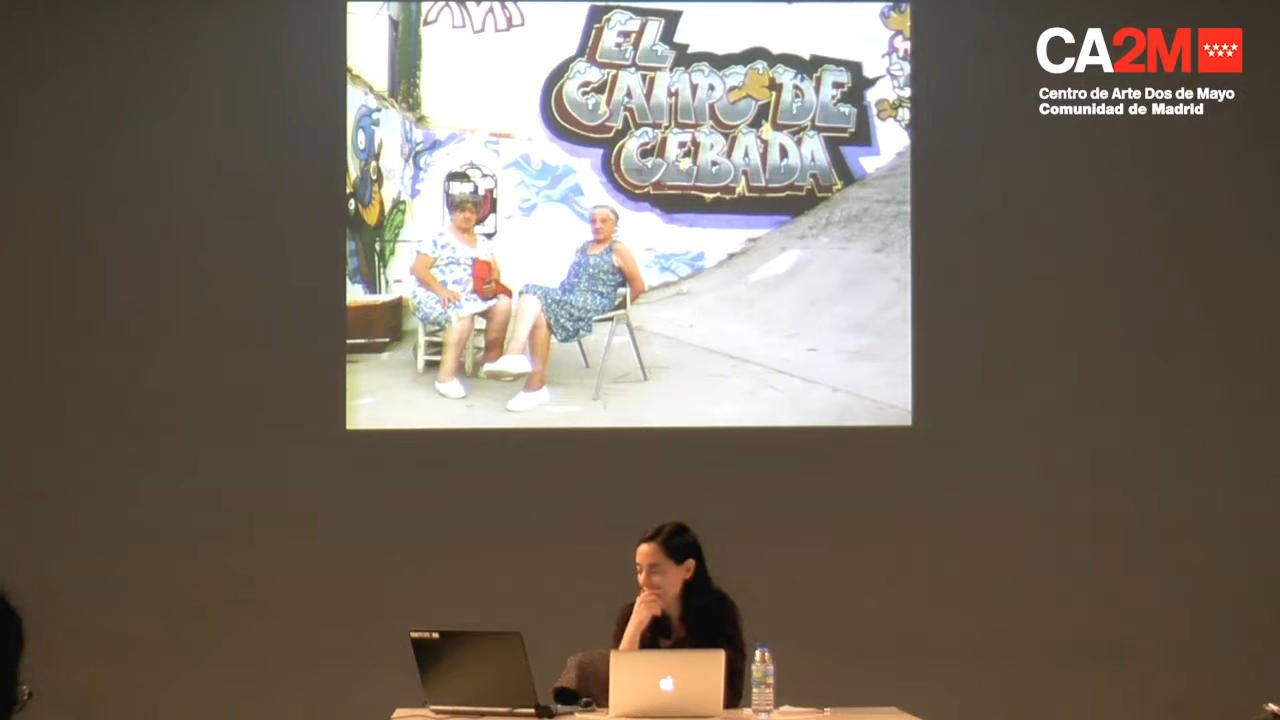 EL
CAMPO DE
CEBADA
CA2M
Centro de Arte Dos de Mayo
Comunidad de Madrid